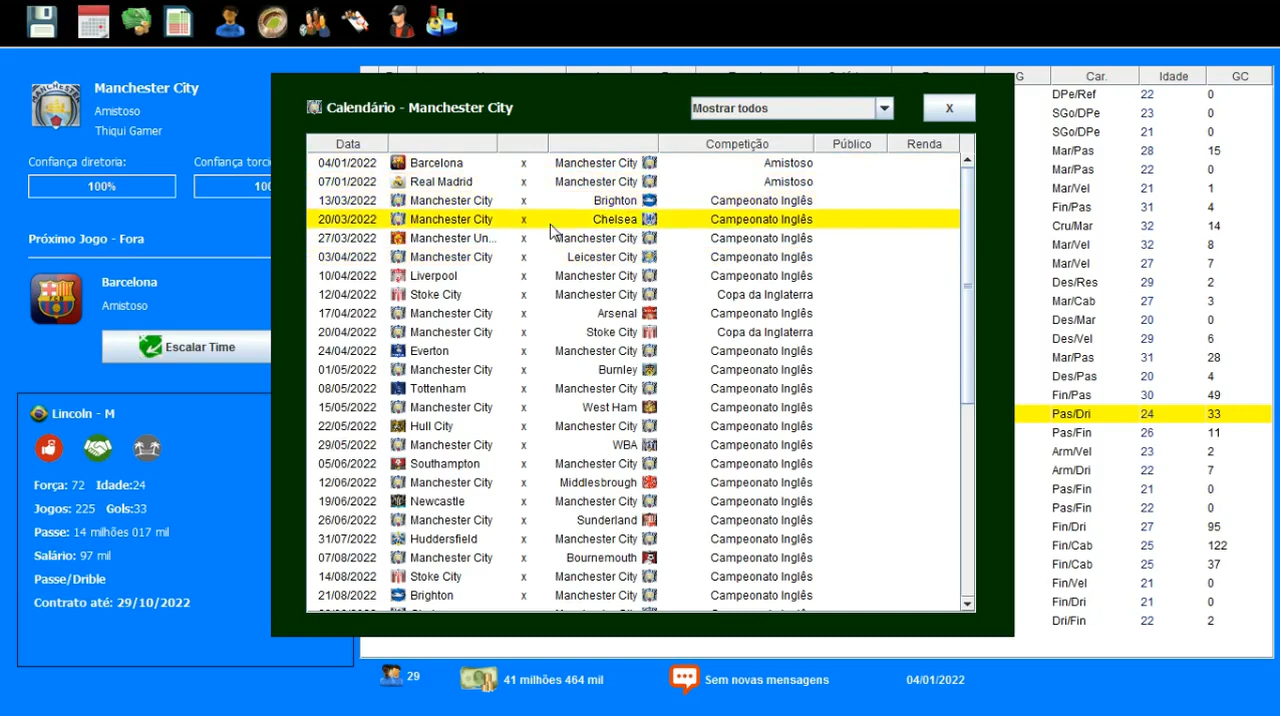 Manchester City
Amistoso
Thiqui Gamer
Confiança diretoria:
Confiança torci
100%
100
Próximo Jogo - Fora
Barcelona
Amistoso
Escalar Time
Lincoln - M
Força: 72 Idade:24
Jogos: 225 Gols:33
Passe: 14 milhões 017 mil
Salário: 97 mil
Passe/Drible
Contrato até: 29/10/2022
Calendário - Manchester City
Mostrar todos
X
Data Competição Público Renda
04/01/2022 Barcelona x Manchester City Amistoso
07/01/2022 Real Madrid x Manchester City Amistoso
13/03/2022 Manchester City x Brighton Campeonato Inglês
20/03/2022 Manchester City x Chelsea Campeonato Inglês
27/03/2022 Manchester Un... x Manchester City Campeonato Inglês
03/04/2022 Manchester City x Leicester City Campeonato Inglês
10/04/2022 Liverpool x Manchester City Campeonato Inglês
12/04/2022 Stoke City x Manchester City Copa da Inglaterra
17/04/2022 Manchester City x Arsenal Campeonato Inglês
20/04/2022 Manchester City x Stoke City Copa da Inglaterra
24/04/2022 Everton x Manchester City Campeonato Inglês
01/05/2022 Manchester City x Burnley Campeonato Inglês
08/05/2022 Tottenham x Manchester City Campeonato Inglês
15/05/2022 Manchester City x West Ham Campeonato Inglês
22/05/2022 Hull City x Manchester City Campeonato Inglês
29/05/2022 Manchester City x WBA Campeonato Inglês
05/06/2022 Southampton x Manchester City Campeonato Inglês
12/06/2022 Manchester City x Middlesbrough Campeonato Inglês
19/06/2022 Newcastle x Manchester City Campeonato Inglês
26/06/2022 Manchester City x Sunderland Campeonato Inglês
31/07/2022 Huddersfield x Manchester City Campeonato Inglês
07/08/2022 Manchester City x Bournemouth Campeonato Inglês
14/08/2022 Stoke City x Manchester City Campeonato Inglês
21/08/2022 Brighton x Manchester City Campeonato Inglês
G Car. Idade GC
DPe/Ref 22 0
SGo/DPe 23 0
SGo/DPe 21 0
Mar/Pas 28 15
Mar/Pas 22 0
Mar/Vel 21 1
Fin/Pas 31 4
Cru/Mar 32 14
Mar/Vel 32 8
Mar/Vel 27 7
Des/Res 29 2
Mar/Cab 27 3
Des/Mar 20 0
Des/Vel 29 6
Mar/Pas 31 28
Des/Pas 20 4
Fin/Pas 30 49
Pas/Dri 24 33
Pas/Fin 26 11
Arm/Vel 23 2
Arm/Dri 22 7
Pas/Fin 21 0
Pas/Fin 22 0
Fin/Dri 27 95
Fin/Cab 25 122
Fin/Cab 25 37
Fin/Vel 21 0
Fin/Dri 21 0
Dri/Fin 22 2
29
41 milhões 464 mil
Sem novas mensagens
04/01/2022